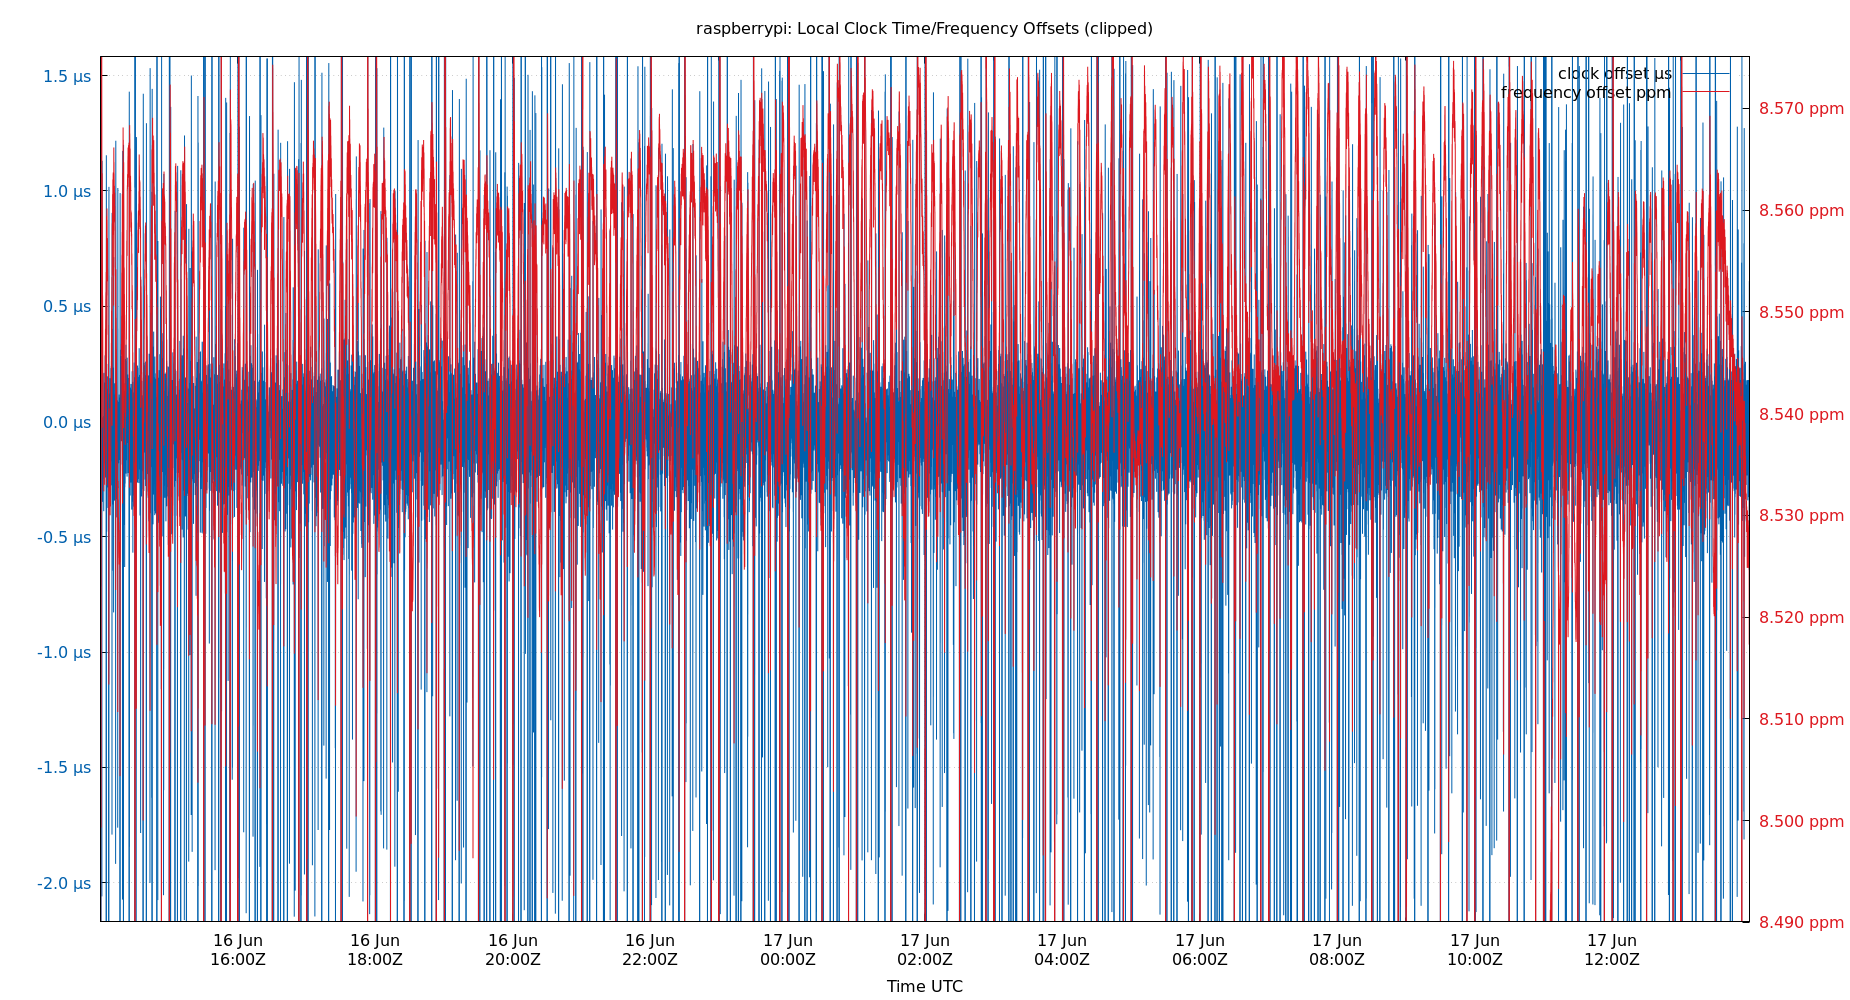 raspberrypi: Local Clock Time/Frequency Offsets (clipped)
clock offset µs
frequency offset ppm
1.5 µs
1.0 µs
0.5 µs
0.0 µs
-0.5 µs
-1.0 µs
-1.5 µs
-2.0 µs
8.570 ppm
8.560 ppm
8.550 ppm
8.540 ppm
8.530 ppm
8.520 ppm
8.510 ppm
8.500 ppm
8.490 ppm
16 Jun 16 Jun 16 Jun 16 Jun 17 Jun 17 Jun 17 Jun 17 Jun 17 Jun 17 Jun 17 Jun
16:00Z 18:00Z 20:00Z 22:00Z 00:00Z 02:00Z 04:00Z 06:00Z 08:00Z 10:00Z 12:00Z
Time UTC